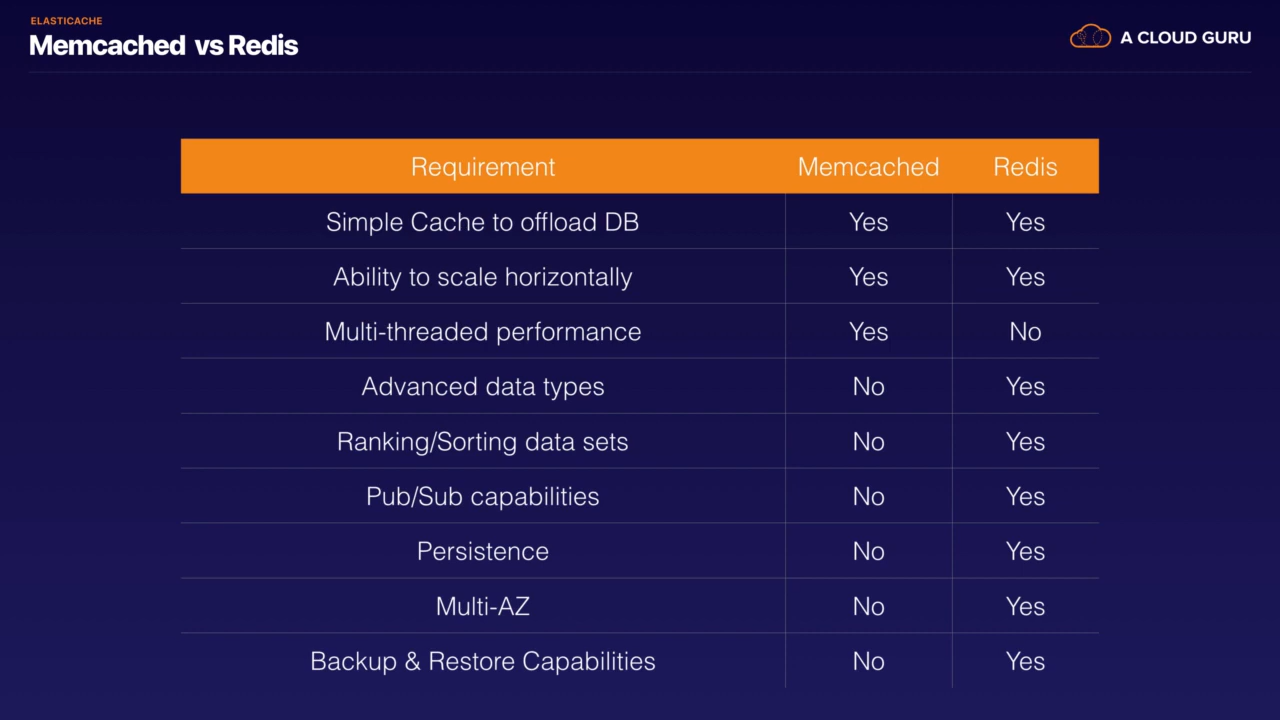 ELASTICACHE
Memcached vs Redis
A CLOUD GURU
Requirement Memcached Redis
Simple Cache to offload DB Yes Yes
Ability to scale horizontally Yes Yes
Multi-threaded performance Yes No
Advanced data types No Yes
Ranking/Sorting data sets No Yes
Pub/Sub capabilities No Yes
Persistence No Yes
Multi-AZ No Yes
Backup & Restore Capabilities No Yes